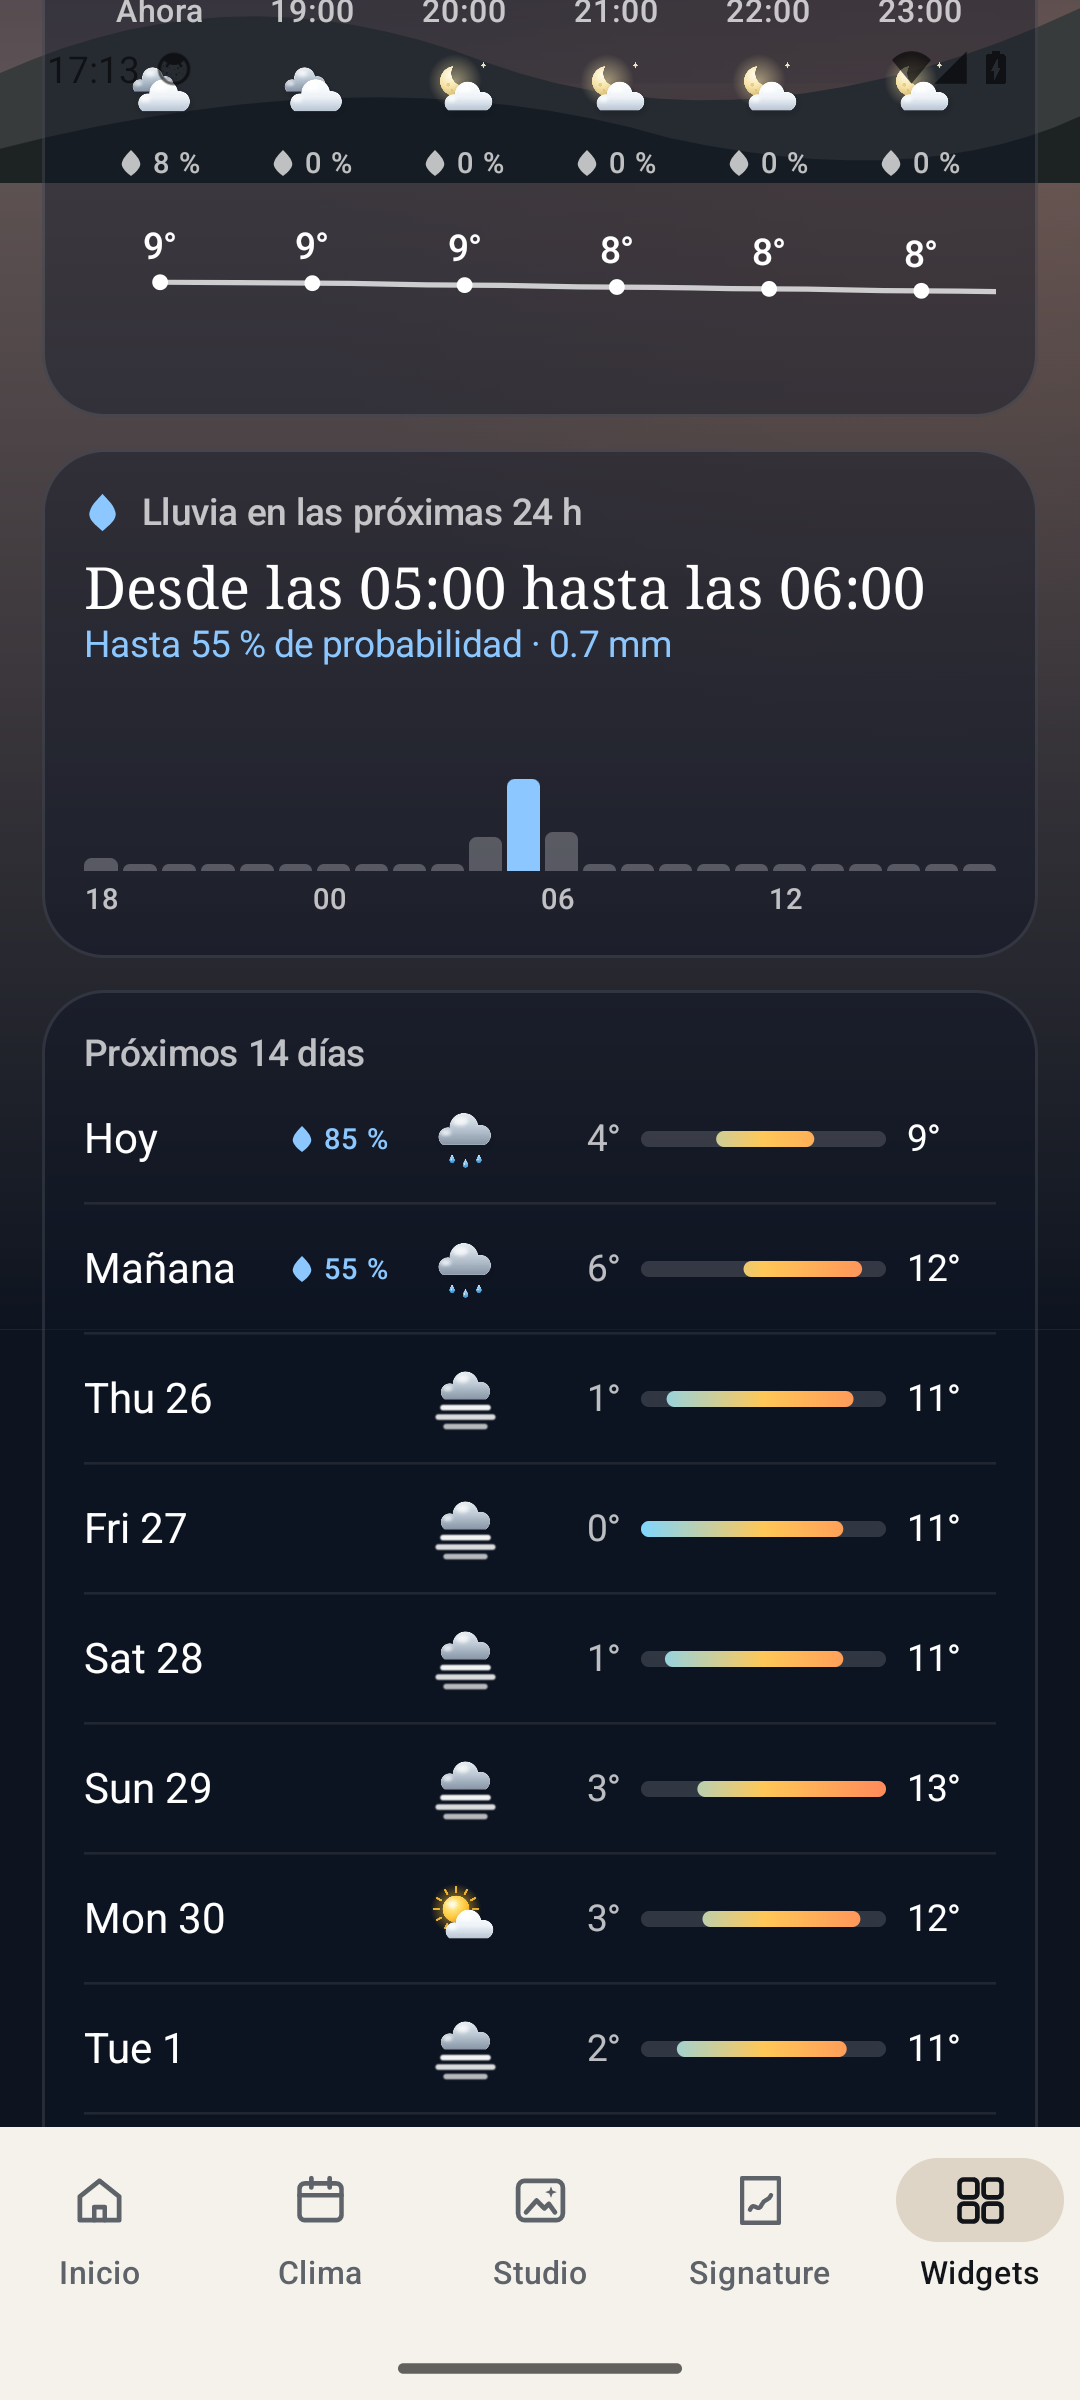 Ahora 19:00 20:00 21:00 22:00 23:00
17:13
8 % 0 % 0 % 0 % 0 % 0 %
9° 9° 9° 8° 8° 8°
Lluvia en las próximas 24 h
Desde las 05:00 hasta las 06:00
Hasta 55 % de probabilidad · 0.7 mm
18 00 06 12
Próximos 14 días
Hoy 85 % 4° 9°
Mañana 55 % 6° 12°
Thu 26 1° 11°
Fri 27 0° 11°
Sat 28 1° 11°
Sun 29 3° 13°
Mon 30 3° 12°
Tue 1 2° 11°
Inicio Clima Studio Signature Widgets